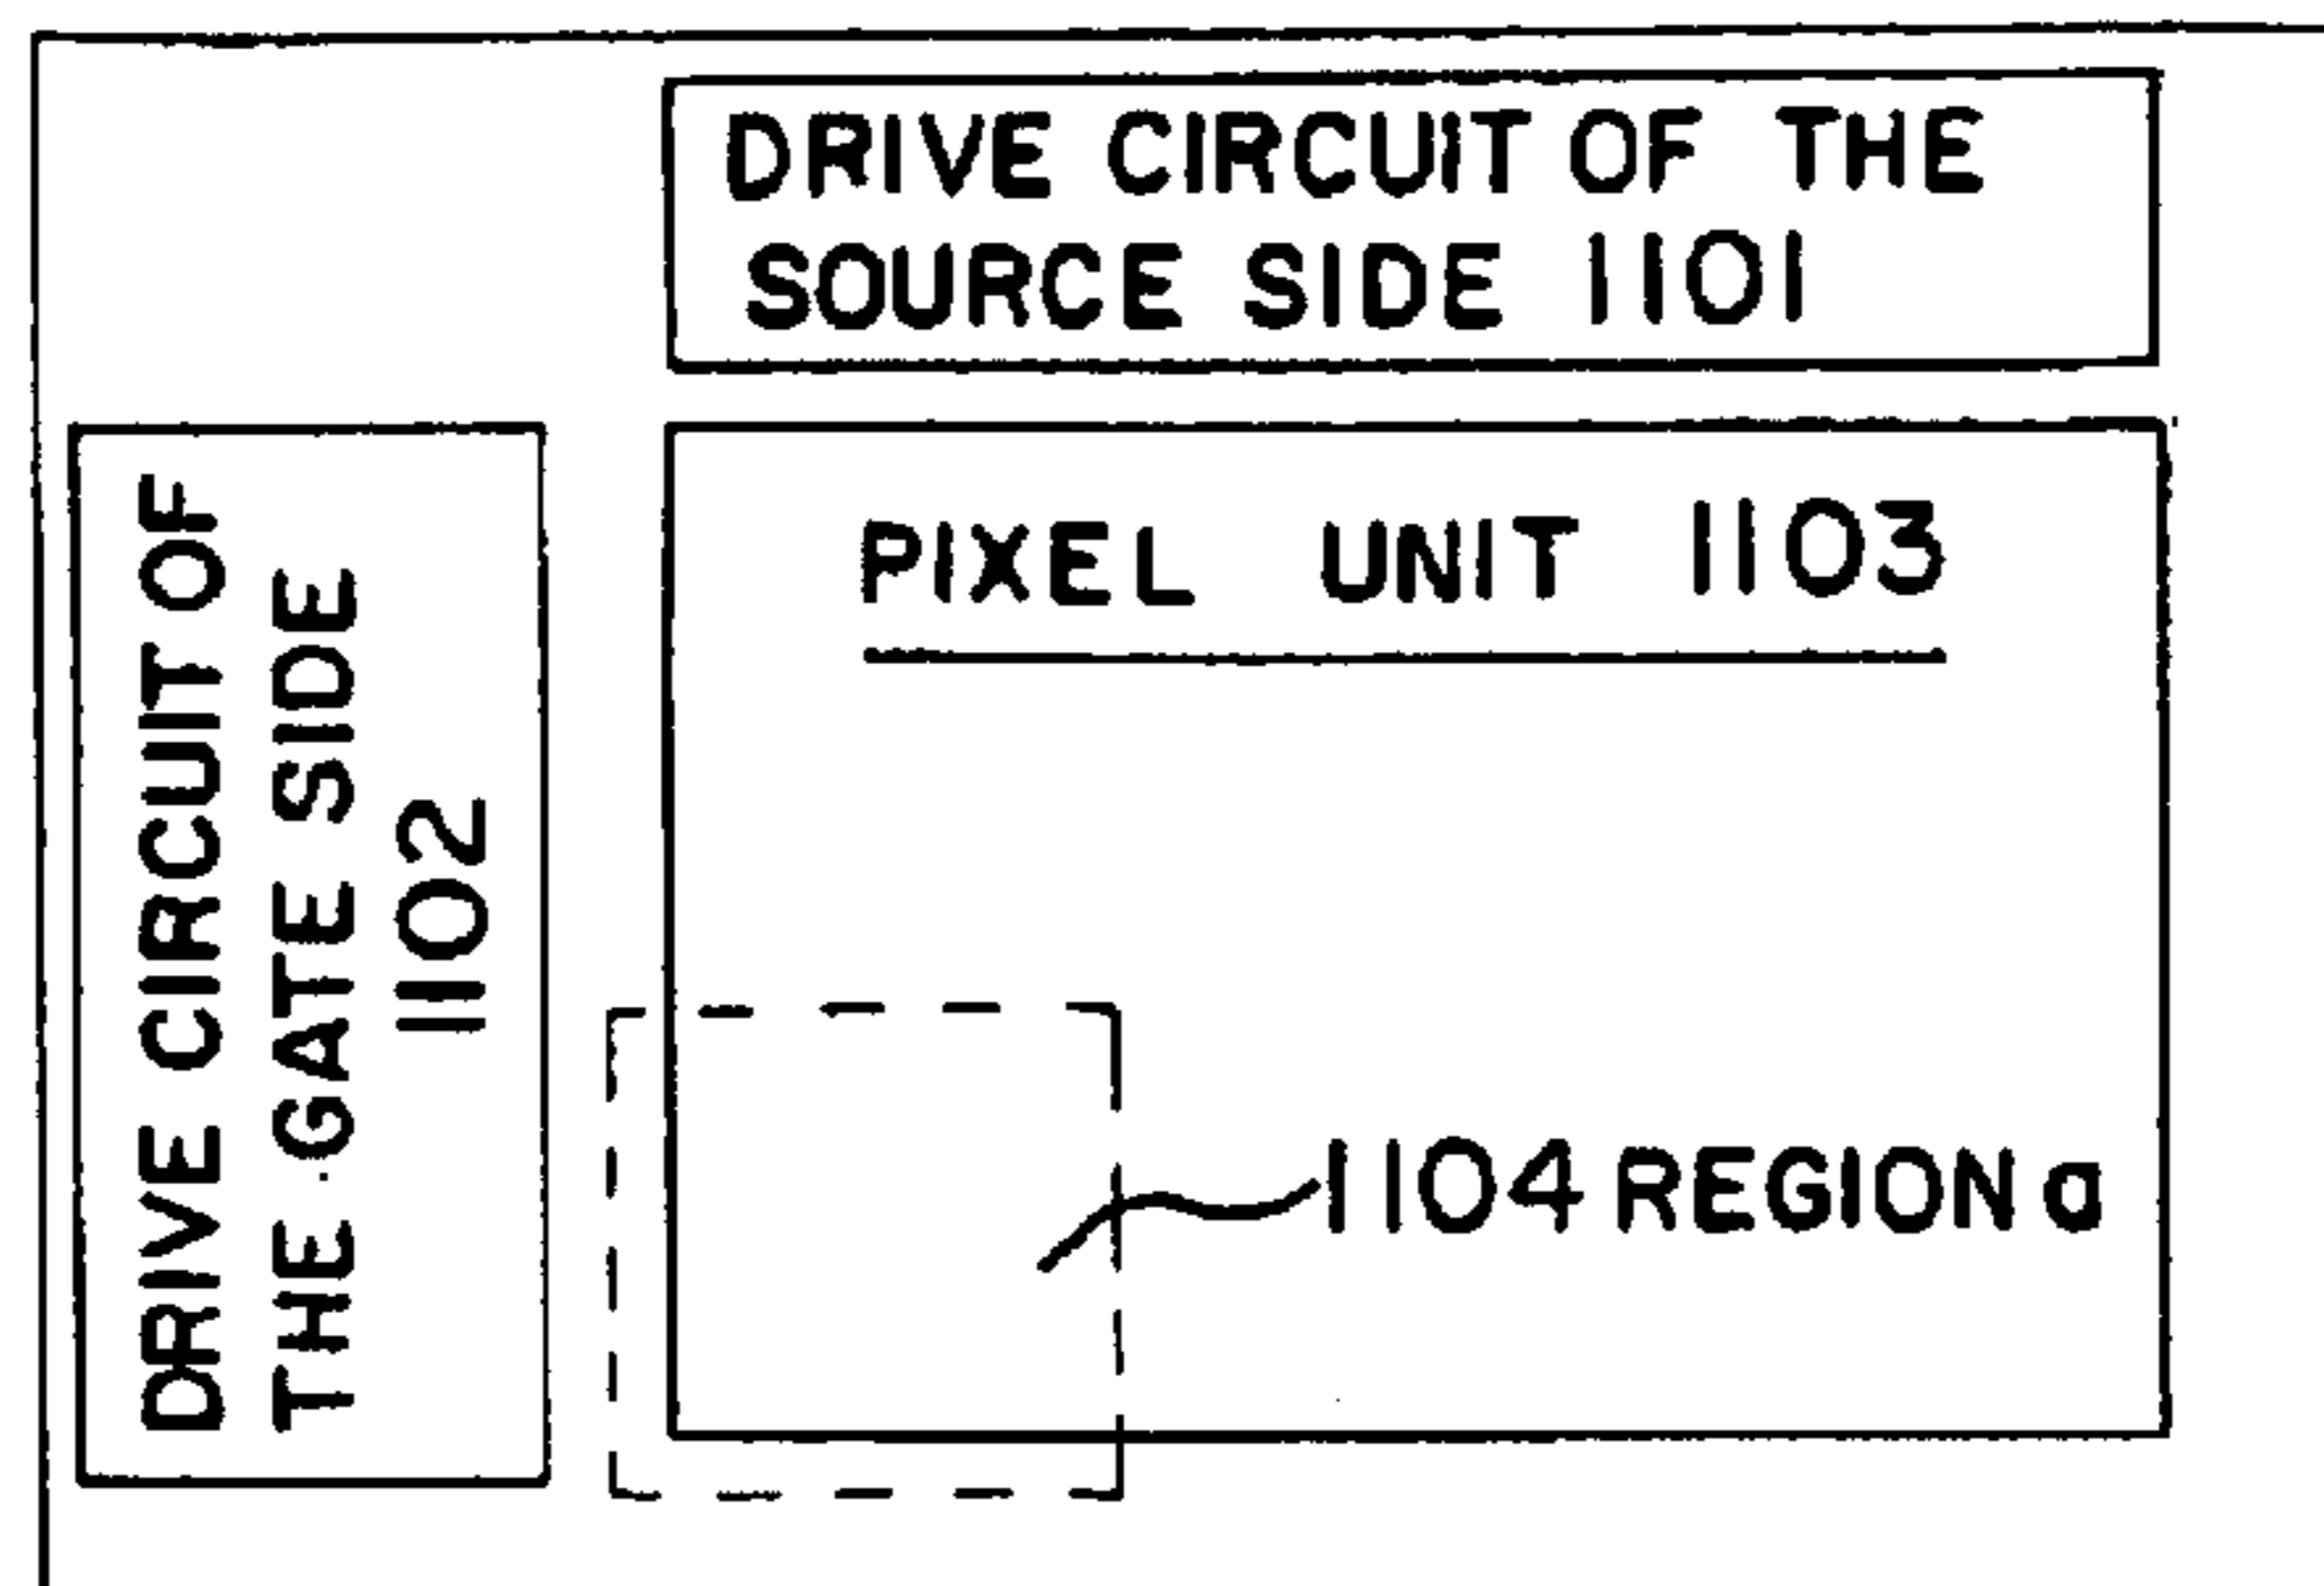 DRIVE CIRCUIT OF THE
SOURCE SIDE 1101
DRIVE CIRCUIT OF
THE GATE SIDE
1102
PIXEL UNIT 1103
1104 REGION a